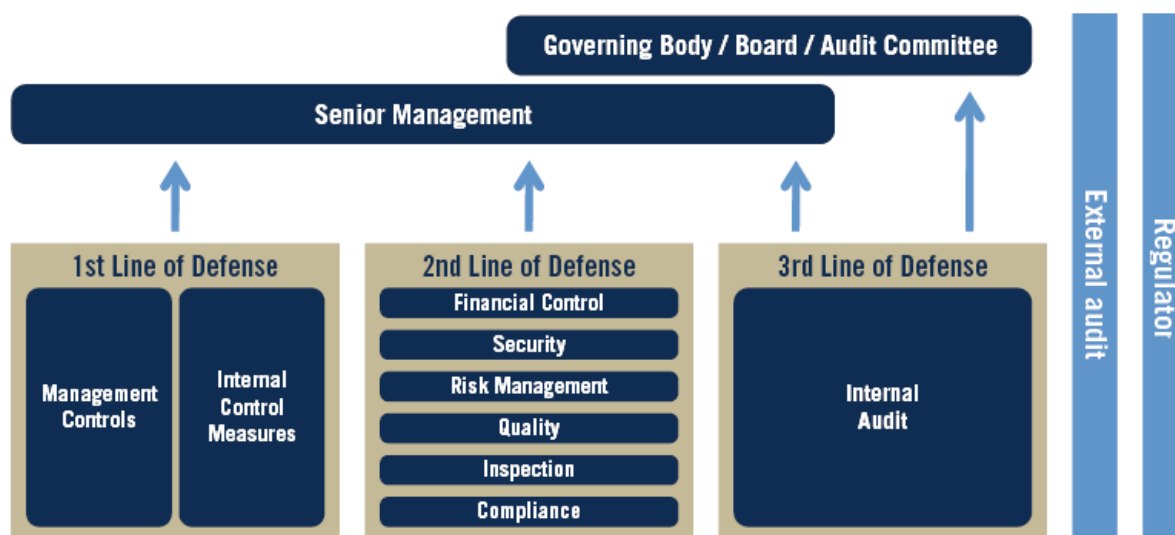 Governing Body / Board / Audit Committee
Senior Management
1st Line of Defense
Management
Controls
Internal
Control
Measures
2nd Line of Defense
Financial Control
Security
Risk Management
Quality
Inspection
Compliance
3rd Line of Defense
Internal
Audit
External audit
Regulator